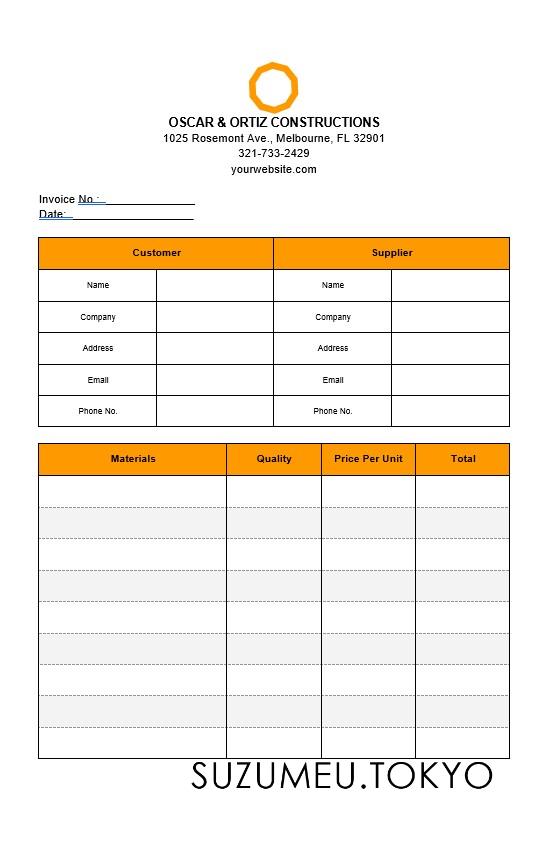 OSCAR & ORTIZ CONSTRUCTIONS
1025 Rosemont Ave., Melbourne, FL 32901
321-733-2429
yourwebsite.com
Invoice No.: _______________
Date: ____________________
Customer Supplier
Name Name
Company Company
Address Address
Email Email
Phone No. Phone No.
Materials Quality Price Per Unit Total
SUZUMEU.TOKYO